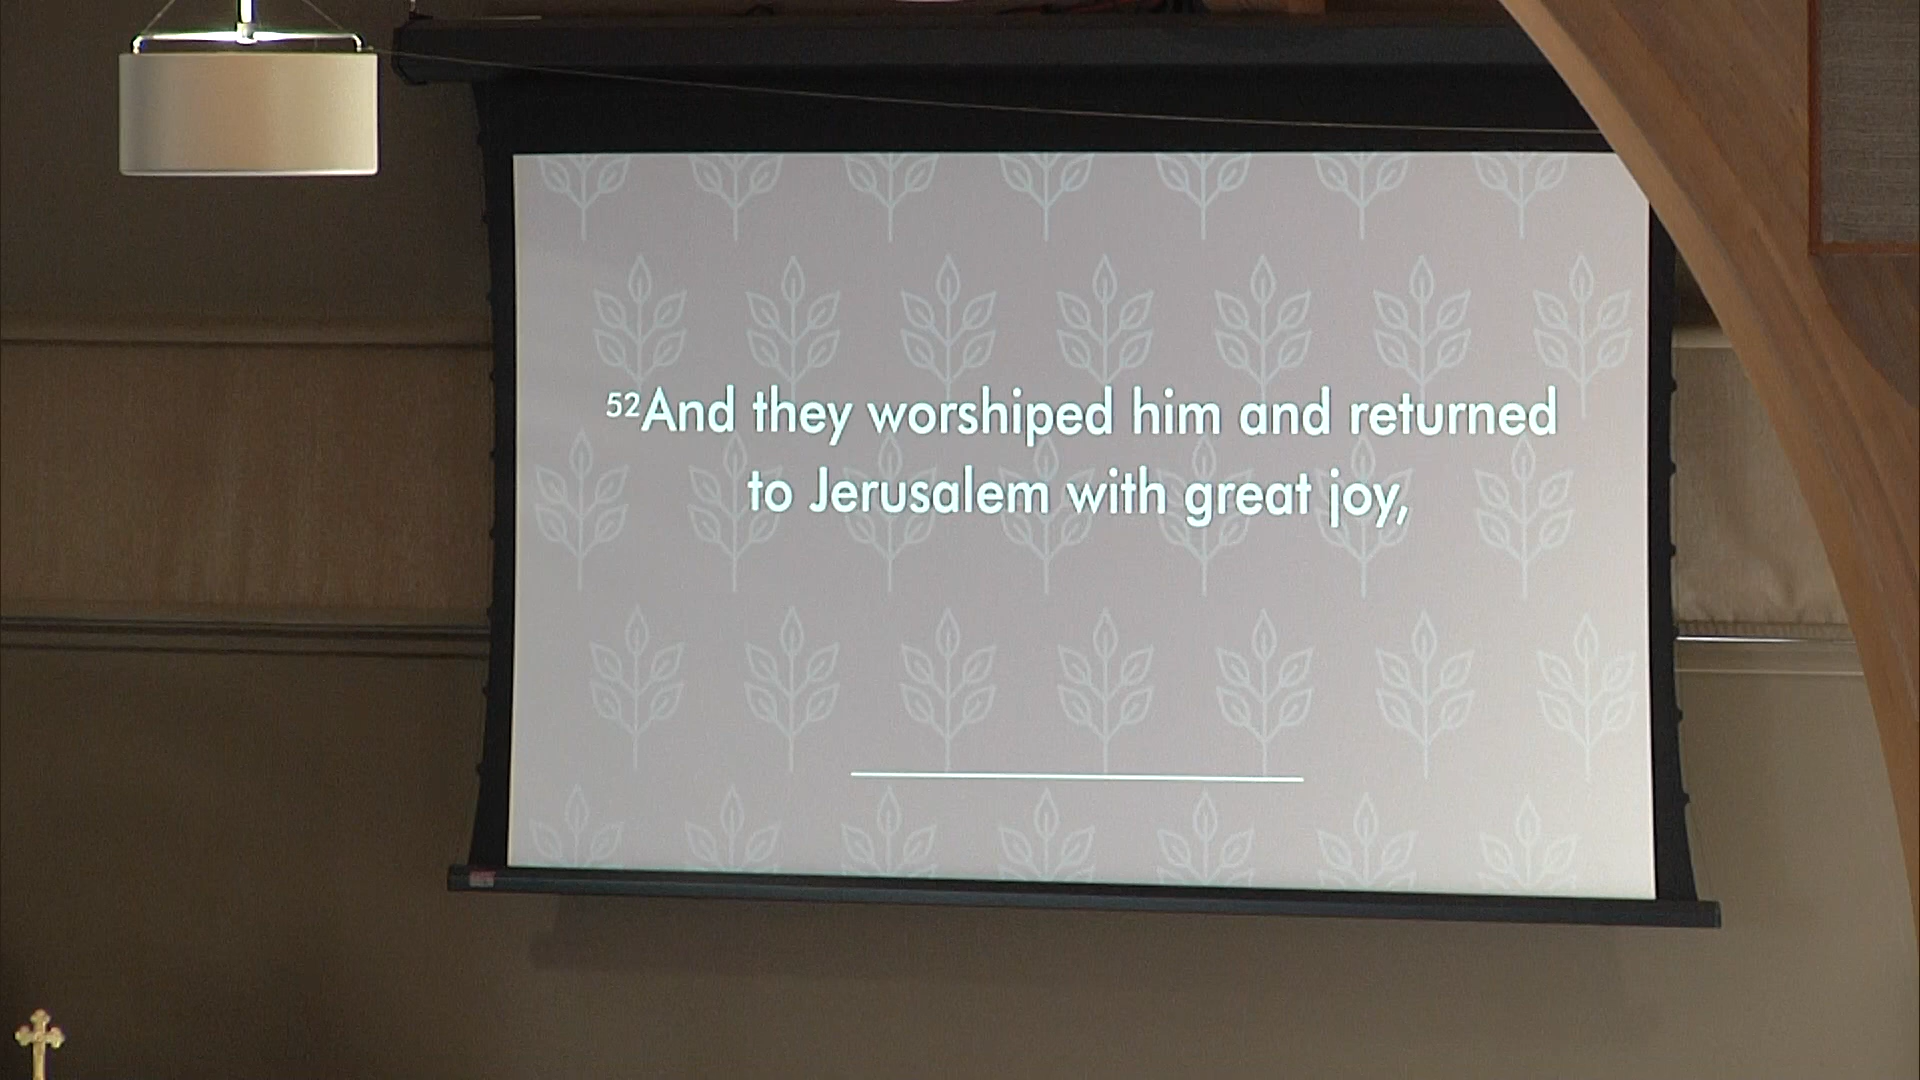 52And they worshiped him and returned
to Jerusalem with great joy,